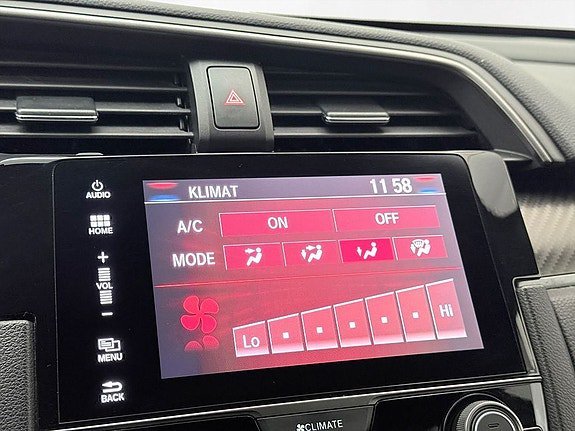 AUDIO
HOME
+
VOL
-
MENU
BACK
KLIMAT 11 58
A/C ON OFF
MODE
Lo Hi
CLIMATE